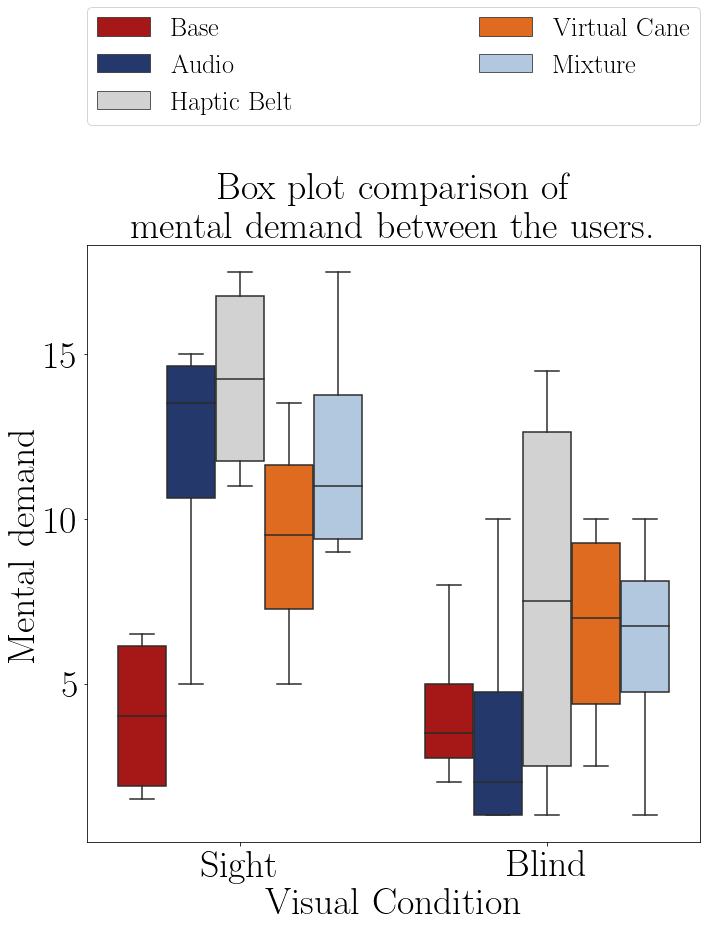 Base
Audio
Haptic Belt
Virtual Cane
Mixture
Box plot comparison of
mental demand between the users.
Mental demand
15
10
5
Sight
Blind
Visual Condition